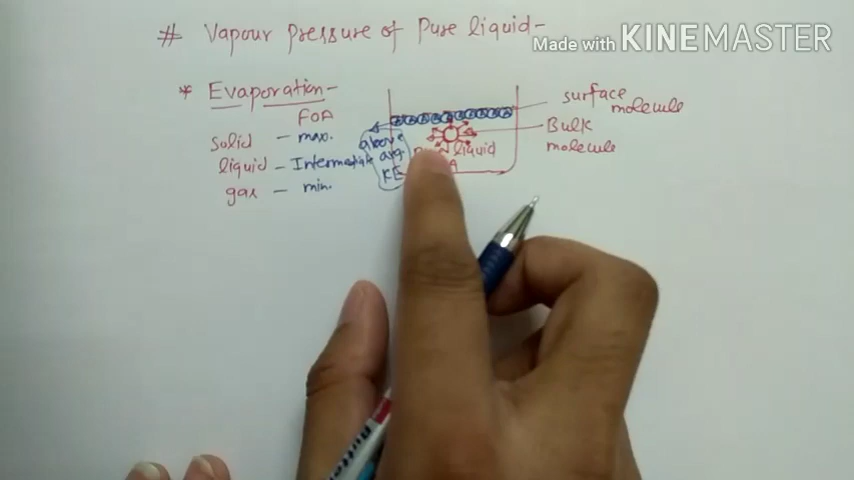 # Vapour pressure of Pure liquid-
Made with KINEMASTER
* Evaporation-
FOA
solid - max.
liquid - Intermediate
gas - min.
above
avg.
KE
liquid
A
surface
molecule
Bulk
molecule